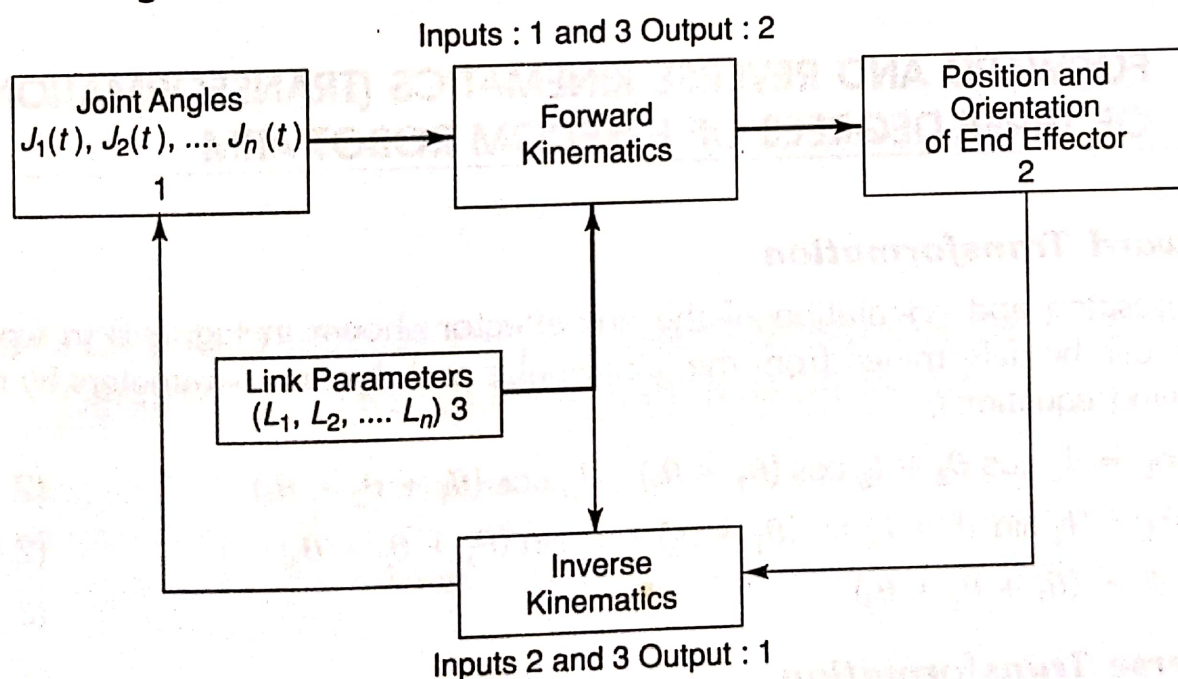 Inputs : 1 and 3 Output : 2
Joint Angles
J₁(t), J₂(t), .... Jₙ(t)
1
Forward
Kinematics
Position and
Orientation
of End Effector
2
Link Parameters
(L₁, L₂, .... Lₙ) 3
Inverse
Kinematics
Inputs 2 and 3 Output : 1